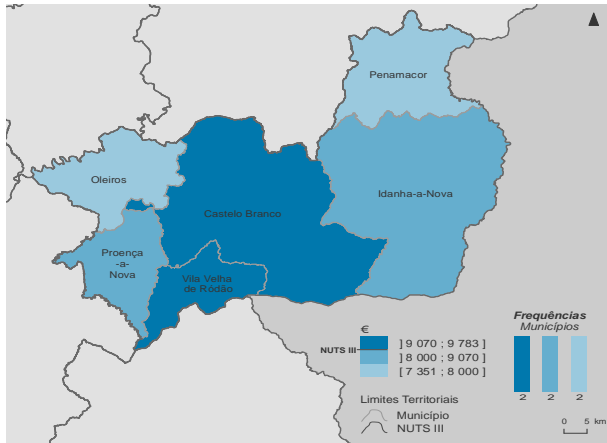 Penamacor
Oleiros
Idanha-a-Nova
Castelo Branco
Proença
-a-
Nova
Vila Velha
de Ródão
€
NUTS III
] 9 070 ; 9 783 ]
] 8 000 ; 9 070 ]
[ 7 351 ; 8 000 ]
Limites Territoriais
Município
NUTS III
Frequências
Municípios
2 2 2
0 5 km